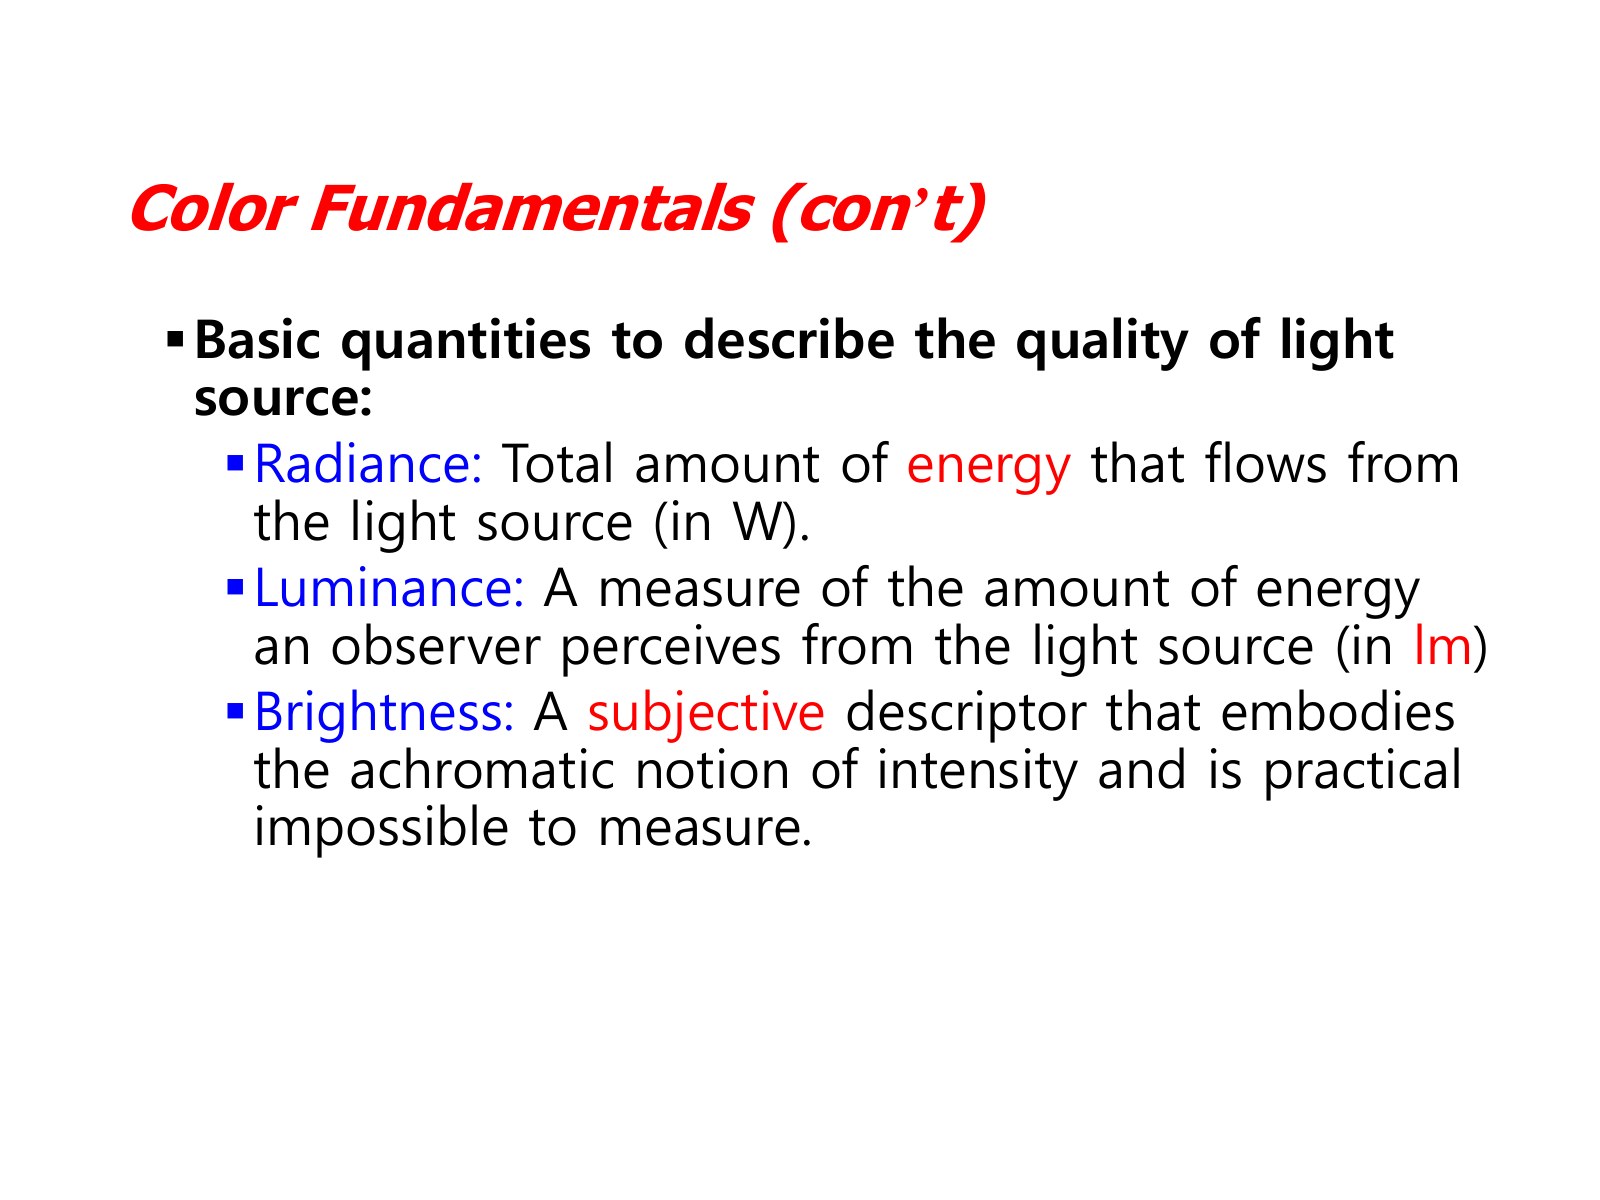 Color Fundamentals (con’t)
▪Basic quantities to describe the quality of light
source:
▪Radiance: Total amount of energy that flows from
the light source (in W).
▪Luminance: A measure of the amount of energy
an observer perceives from the light source (in lm)
▪Brightness: A subjective descriptor that embodies
the achromatic notion of intensity and is practical
impossible to measure.